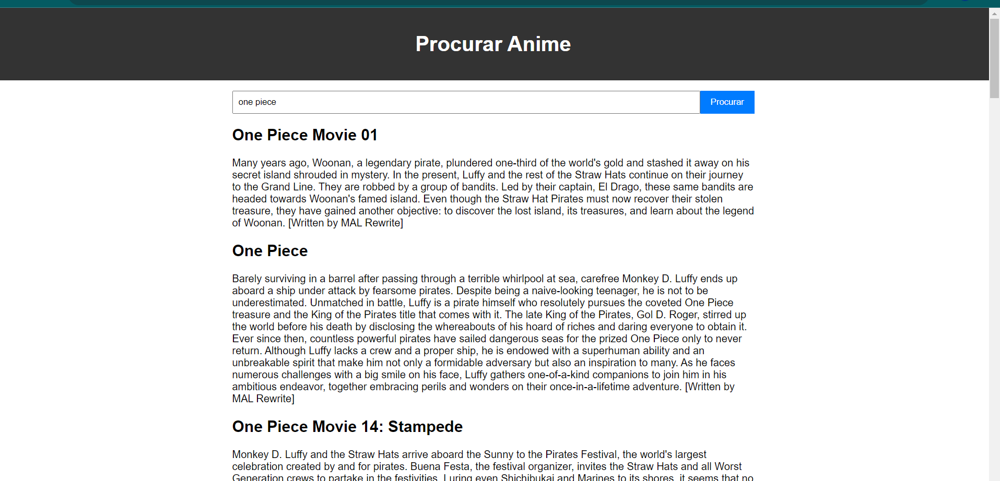 Procurar Anime
one piece
Procurar
One Piece Movie 01
Many years ago, Woonan, a legendary pirate, plundered one-third of the world's gold and stashed it away on his
secret island shrouded in mystery. In the present, Luffy and the rest of the Straw Hats continue on their journey
to the Grand Line. They are robbed by a group of bandits. Led by their captain, El Drago, these same bandits are
headed towards Woonan's famed island. Even though the Straw Hat Pirates must now recover their stolen
treasure, they have gained another objective: to discover the lost island, its treasures, and learn about the legend
of Woonan. [Written by MAL Rewrite]
One Piece
Barely surviving in a barrel after passing through a terrible whirlpool at sea, carefree Monkey D. Luffy ends up
aboard a ship under attack by fearsome pirates. Despite being a naive-looking teenager, he is not to be
underestimated. Unmatched in battle, Luffy is a pirate himself who resolutely pursues the coveted One Piece
treasure and the King of the Pirates title that comes with it. The late King of the Pirates, Gol D. Roger, stirred up
the world before his death by disclosing the whereabouts of his hoard of riches and daring everyone to obtain it.
Ever since then, countless powerful pirates have sailed dangerous seas for the prized One Piece only to never
return. Although Luffy lacks a crew and a proper ship, he is endowed with a superhuman ability and an
unbreakable spirit that make him not only a formidable adversary but also an inspiration to many. As he faces
numerous challenges with a big smile on his face, Luffy gathers one-of-a-kind companions to join him in his
ambitious endeavor, together embracing perils and wonders on their once-in-a-lifetime adventure. [Written by
MAL Rewrite]
One Piece Movie 14: Stampede
Monkey D. Luffy and the Straw Hats arrive aboard the Sunny to the Pirates Festival, the world's largest
celebration created by and for pirates. Buena Festa, the festival organizer, invites the Straw Hats and all Worst
Generation crews to partake in the festivities. Luring even Shichibukai and Marines to its shores, it seems that no